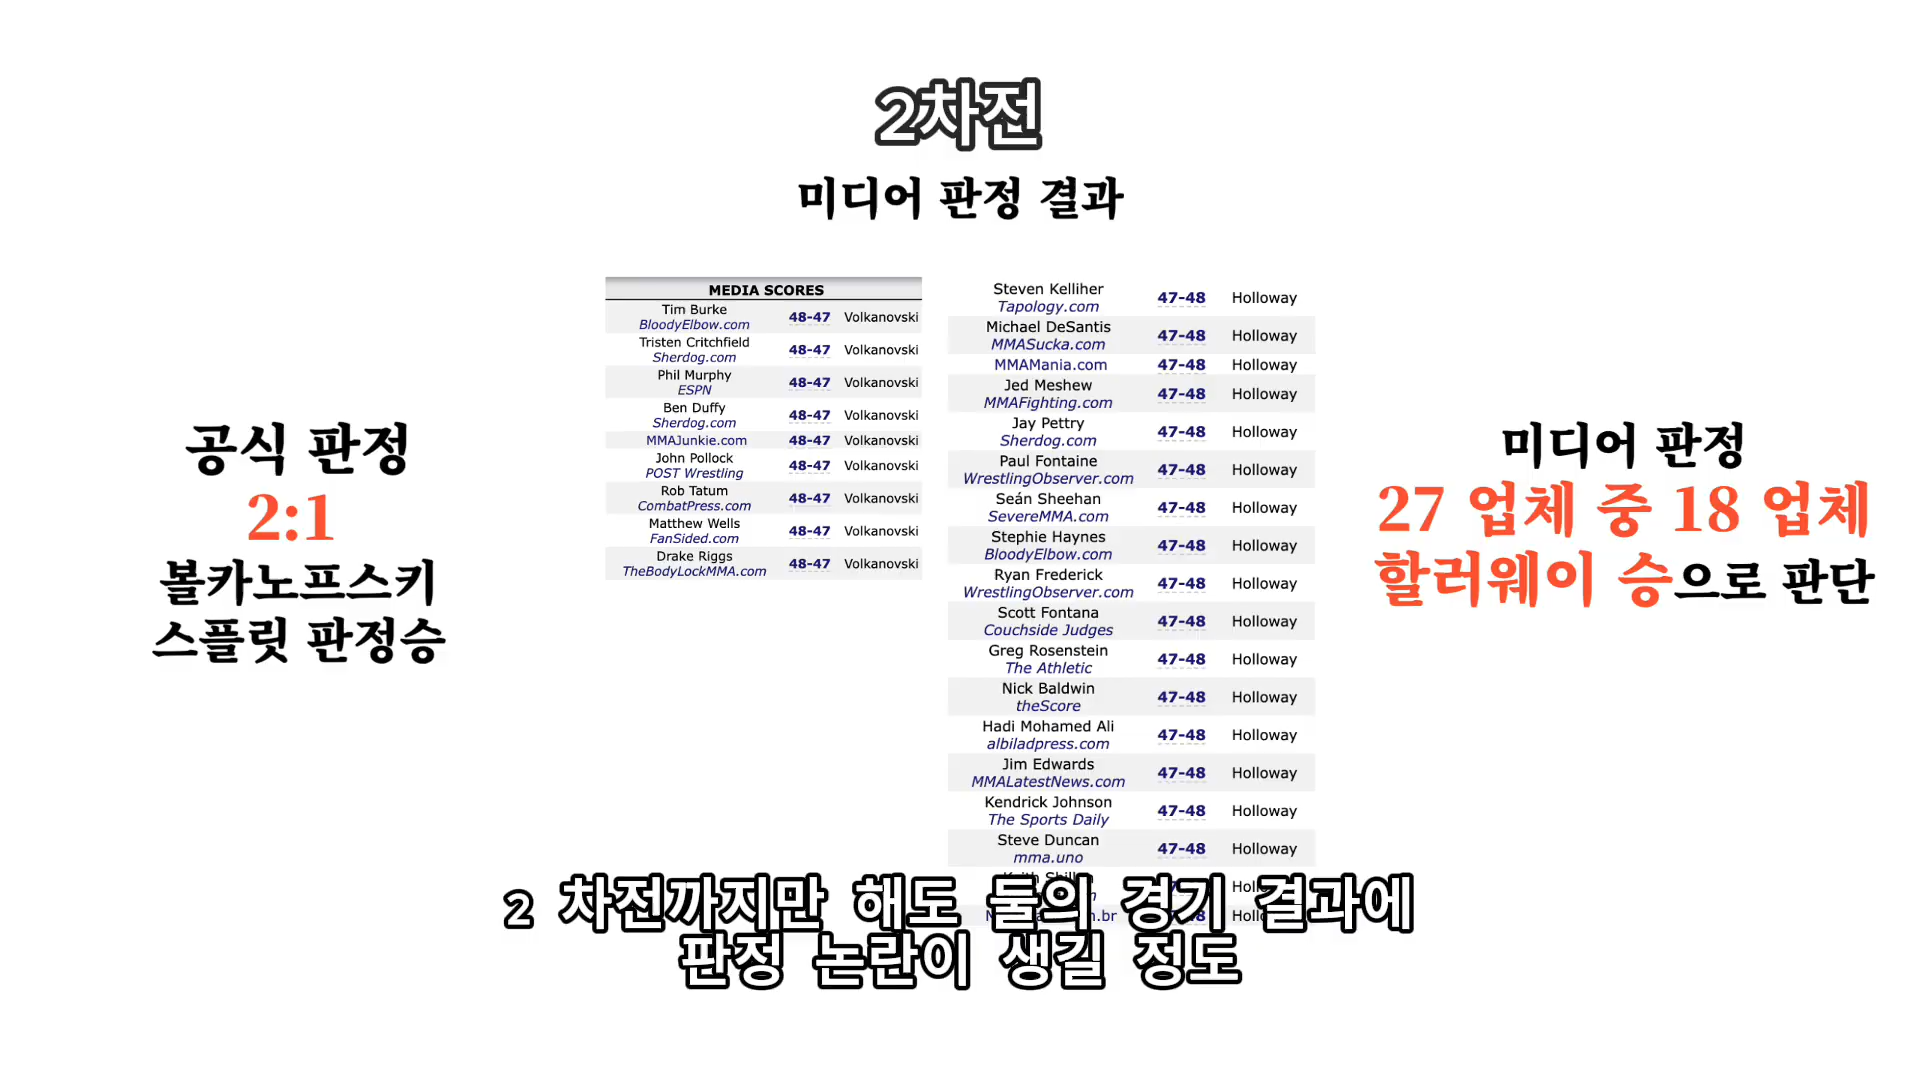 2차전
미디어 판정 결과
공식 판정
2:1
볼카노프스키
스플릿 판정승
MEDIA SCORES
Tim Burke
BloodyElbow.com 48-47 Volkanovski
Tristen Critchfield
Sherdog.com 48-47 Volkanovski
Phil Murphy
ESPN 48-47 Volkanovski
Ben Duffy
Sherdog.com 48-47 Volkanovski
MMAJunkie.com 48-47 Volkanovski
John Pollock
POST Wrestling 48-47 Volkanovski
Rob Tatum
CombatPress.com 48-47 Volkanovski
Matthew Wells
FanSided.com 48-47 Volkanovski
Drake Riggs
TheBodyLockMMA.com 48-47 Volkanovski
Steven Kelliher
Tapology.com 47-48 Holloway
Michael DeSantis
MMASucka.com 47-48 Holloway
MMAMania.com 47-48 Holloway
Jed Meshew
MMAFighting.com 47-48 Holloway
Jay Pettry
Sherdog.com 47-48 Holloway
Paul Fontaine
WrestlingObserver.com 47-48 Holloway
Seán Sheehan
SevereMMA.com 47-48 Holloway
Stephie Haynes
BloodyElbow.com 47-48 Holloway
Ryan Frederick
WrestlingObserver.com 47-48 Holloway
Scott Fontana
Couchside Judges 47-48 Holloway
Greg Rosenstein
The Athletic 47-48 Holloway
Nick Baldwin
theScore 47-48 Holloway
Hadi Mohamed Ali
albiladpress.com 47-48 Holloway
Jim Edwards
MMALatestNews.com 47-48 Holloway
Kendrick Johnson
The Sports Daily 47-48 Holloway
Steve Duncan
mma.uno 47-48 Holloway
미디어 판정
27 업체 중 18 업체
할러웨이 승으로 판단
2 차전까지만 해도 둘의 경기 결과에
판정 논란이 생길 정도